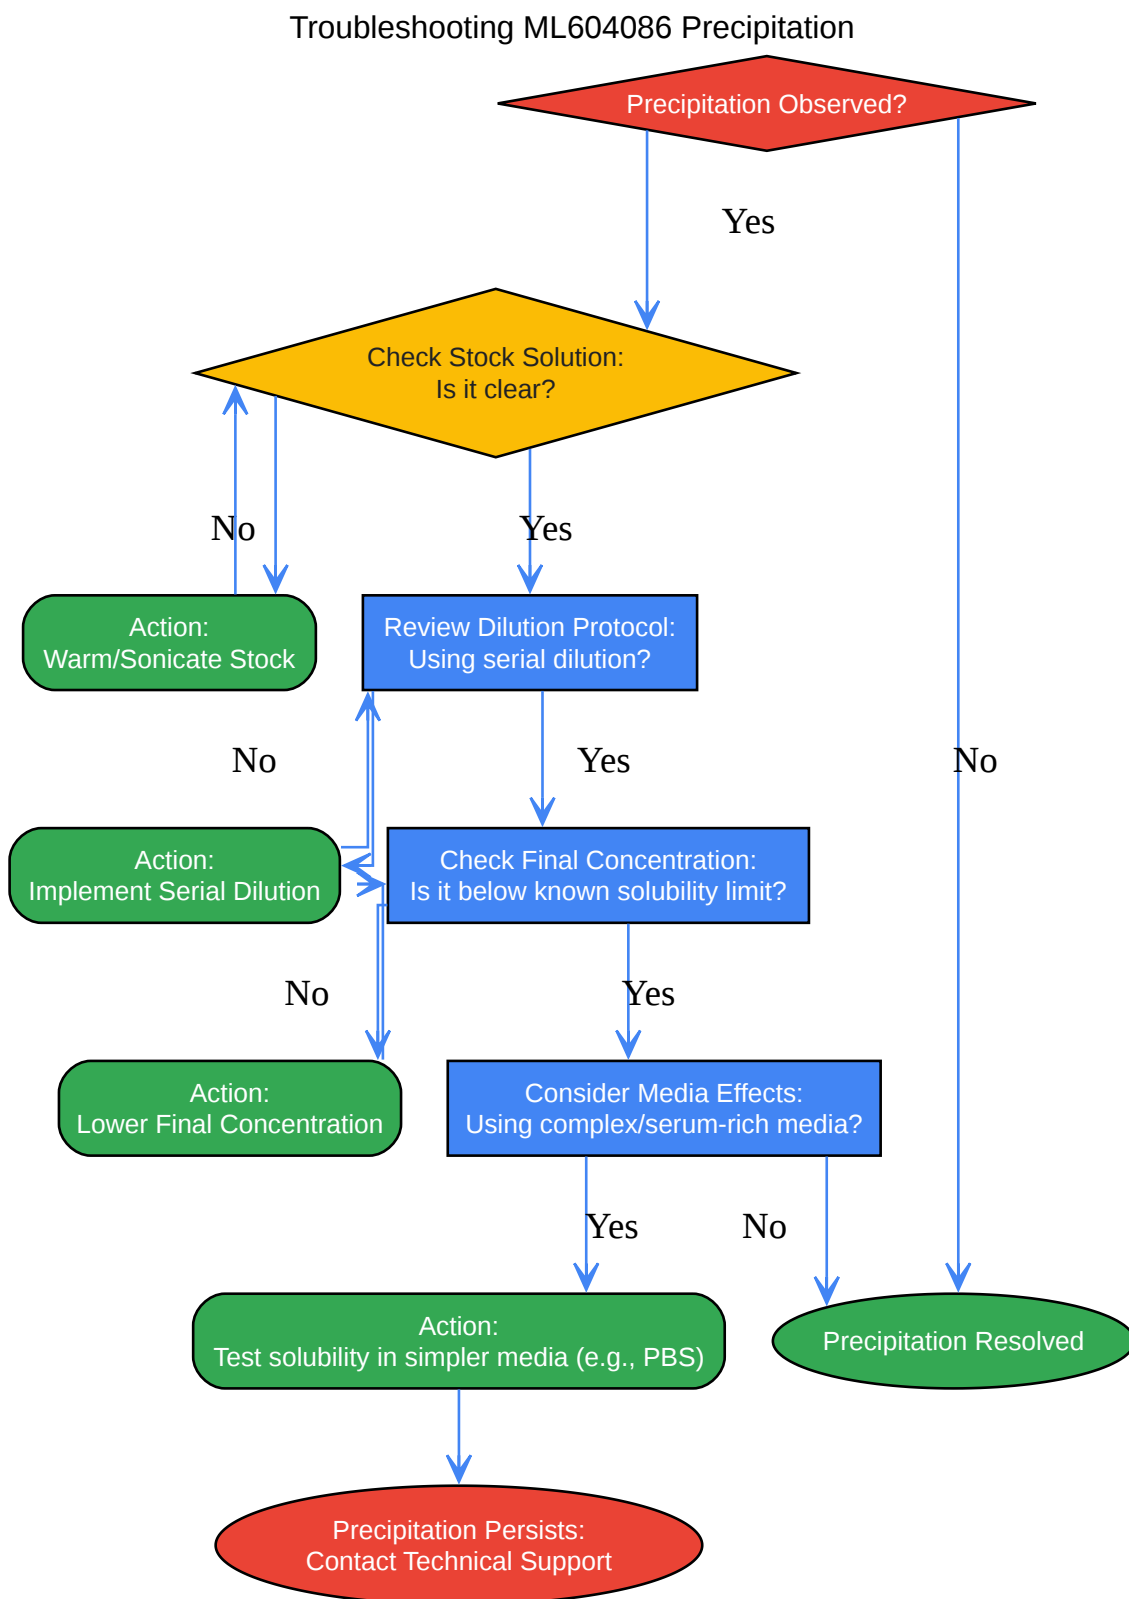 Troubleshooting ML604086 Precipitation
Precipitation Observed?
Yes
Check Stock Solution:
Is it clear?
No
Yes
Action:
Warm/Sonicate Stock
Review Dilution Protocol:
Using serial dilution?
No
Yes
No
Action:
Implement Serial Dilution
Check Final Concentration:
Is it below known solubility limit?
No
Yes
Action:
Lower Final Concentration
Consider Media Effects:
Using complex/serum-rich media?
Yes
No
Action:
Test solubility in simpler media (e.g., PBS)
Precipitation Resolved
Precipitation Persists:
Contact Technical Support